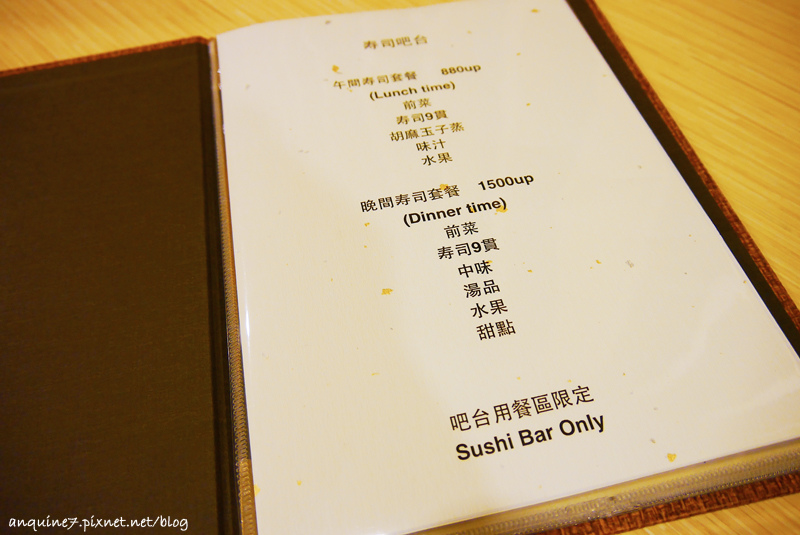 寿司吧台
午間寿司套餐 880up
(Lunch time)
前菜
寿司9貫
胡麻玉子蒸
味汁
水果
晚間寿司套餐 1500up
(Dinner time)
前菜
寿司9貫
中味
湯品
水果
甜點
吧台用餐區限定
Sushi Bar Only
anquine7.pixnet.net/blog